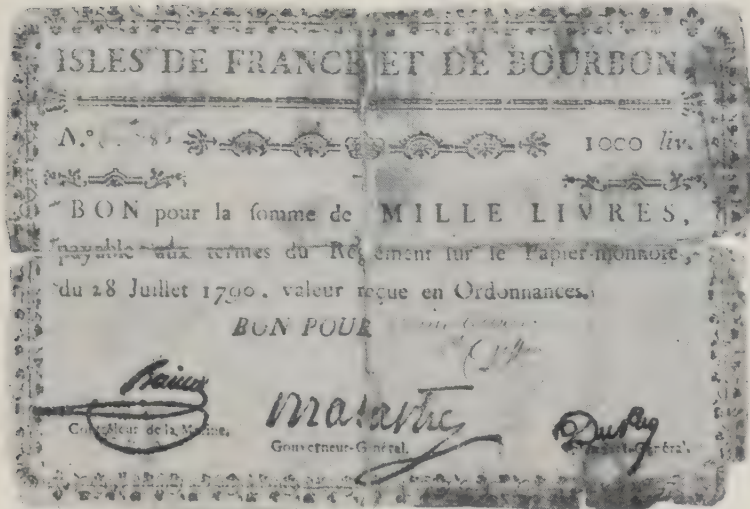 ISLES DE FRANCE ET DE BOURBON
N.º 1000 liv.
BON pour la ſomme de MILLE LIVRES,
payable aux termes du Réglement ſur le Papier-monnoie,
du 28 Juillet 1790, valeur reçue en Ordonnances.
BON POUR
Contrôleur de la Marine.
Gouverneur-Général.